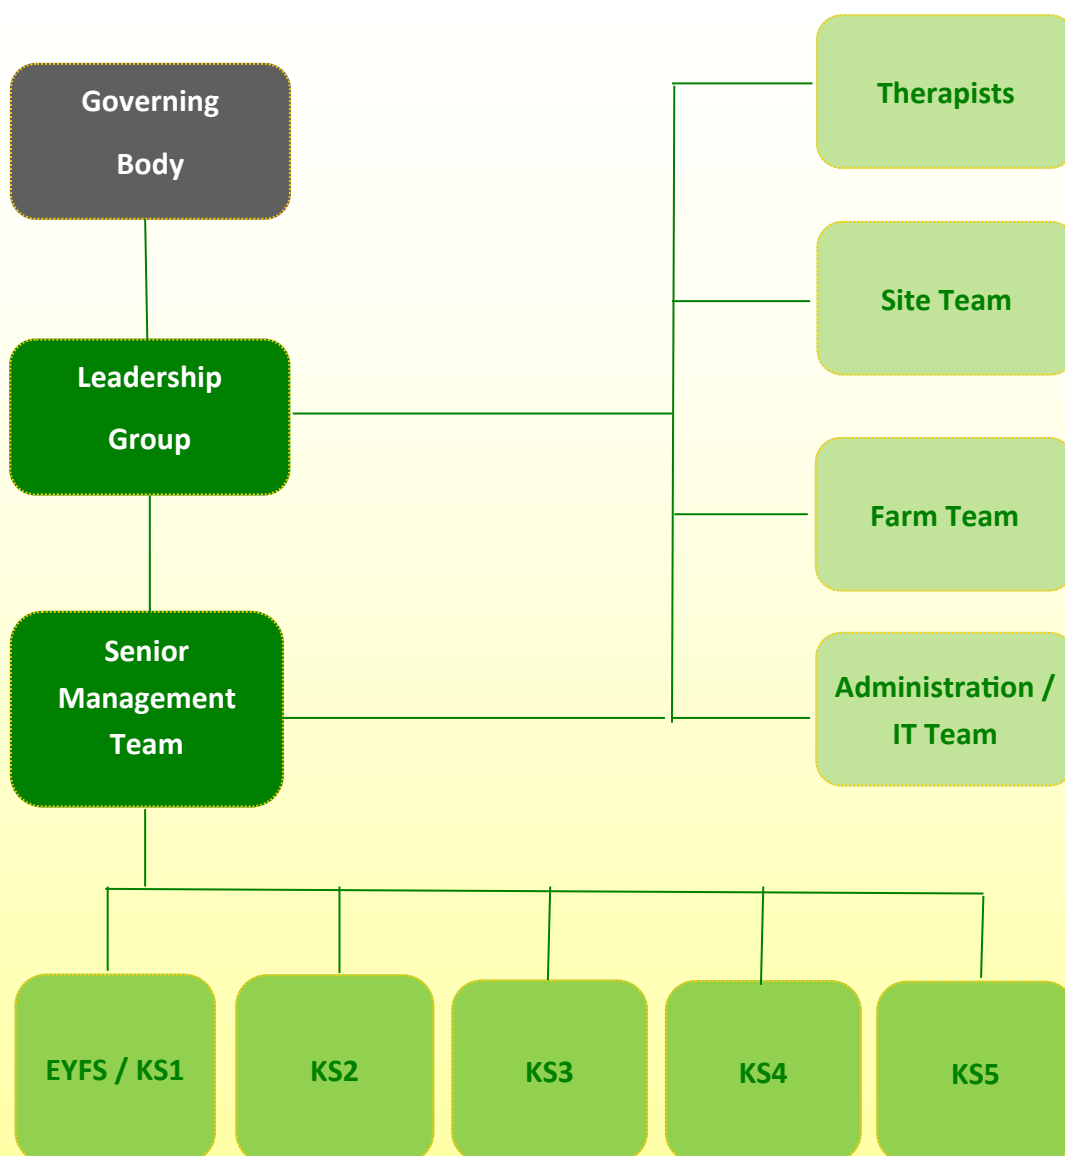 Governing
Body
Therapists
Site Team
Leadership
Group
Farm Team
Senior
Management
Team
Administration /
IT Team
EYFS / KS1
KS2
KS3
KS4
KS5